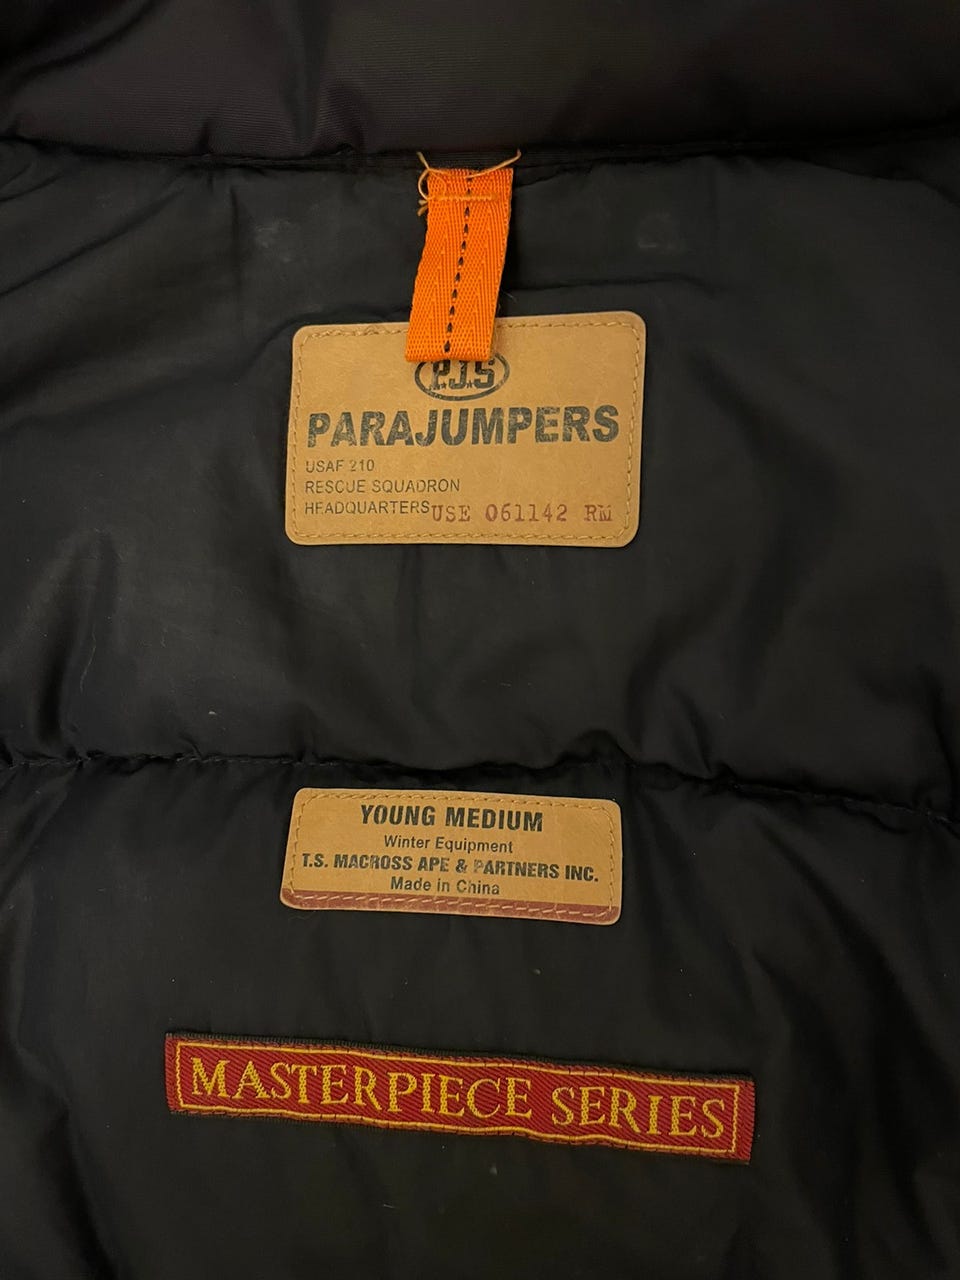 P.J.S
PARAJUMPERS
USAF 210
RESCUE SQUADRON
HEADQUARTERS USE 061142 RM
YOUNG MEDIUM
Winter Equipment
T.S. MACROSS APE & PARTNERS INC.
Made in China
MASTERPIECE SERIES